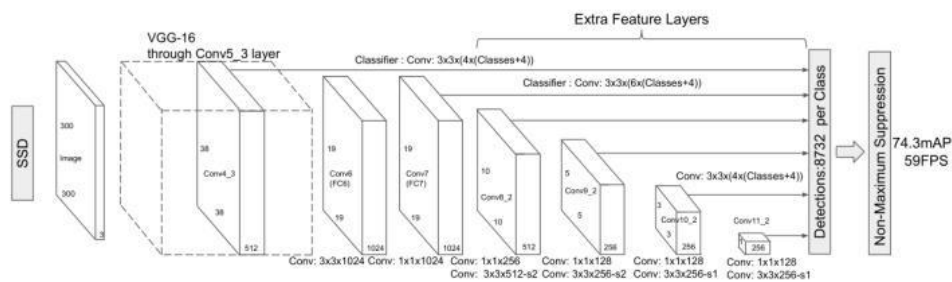 Extra Feature Layers
VGG-16
through Conv5_3 layer
Classifier : Conv: 3x3x(4x(Classes+4))
Classifier : Conv: 3x3x(6x(Classes+4))
SSD
300
Image
300
3
38
Conv4_3
38
512
19
Conv6
(FC6)
19
1024
19
Conv7
(FC7)
19
1024
10
Conv8_2
10
512
5
Conv9_2
5
256
Conv: 3x3x(4x(Classes+4))
3
Conv10_2
3
256
Conv11_2
256
Detections:8732 per Class
Non-Maximum Suppression
74.3mAP
59FPS
Conv: 3x3x1024
Conv: 1x1x1024
Conv: 1x1x256
Conv: 3x3x512-s2
Conv: 1x1x128
Conv: 3x3x256-s2
Conv: 1x1x128
Conv: 3x3x256-s1
Conv: 1x1x128
Conv: 3x3x256-s1